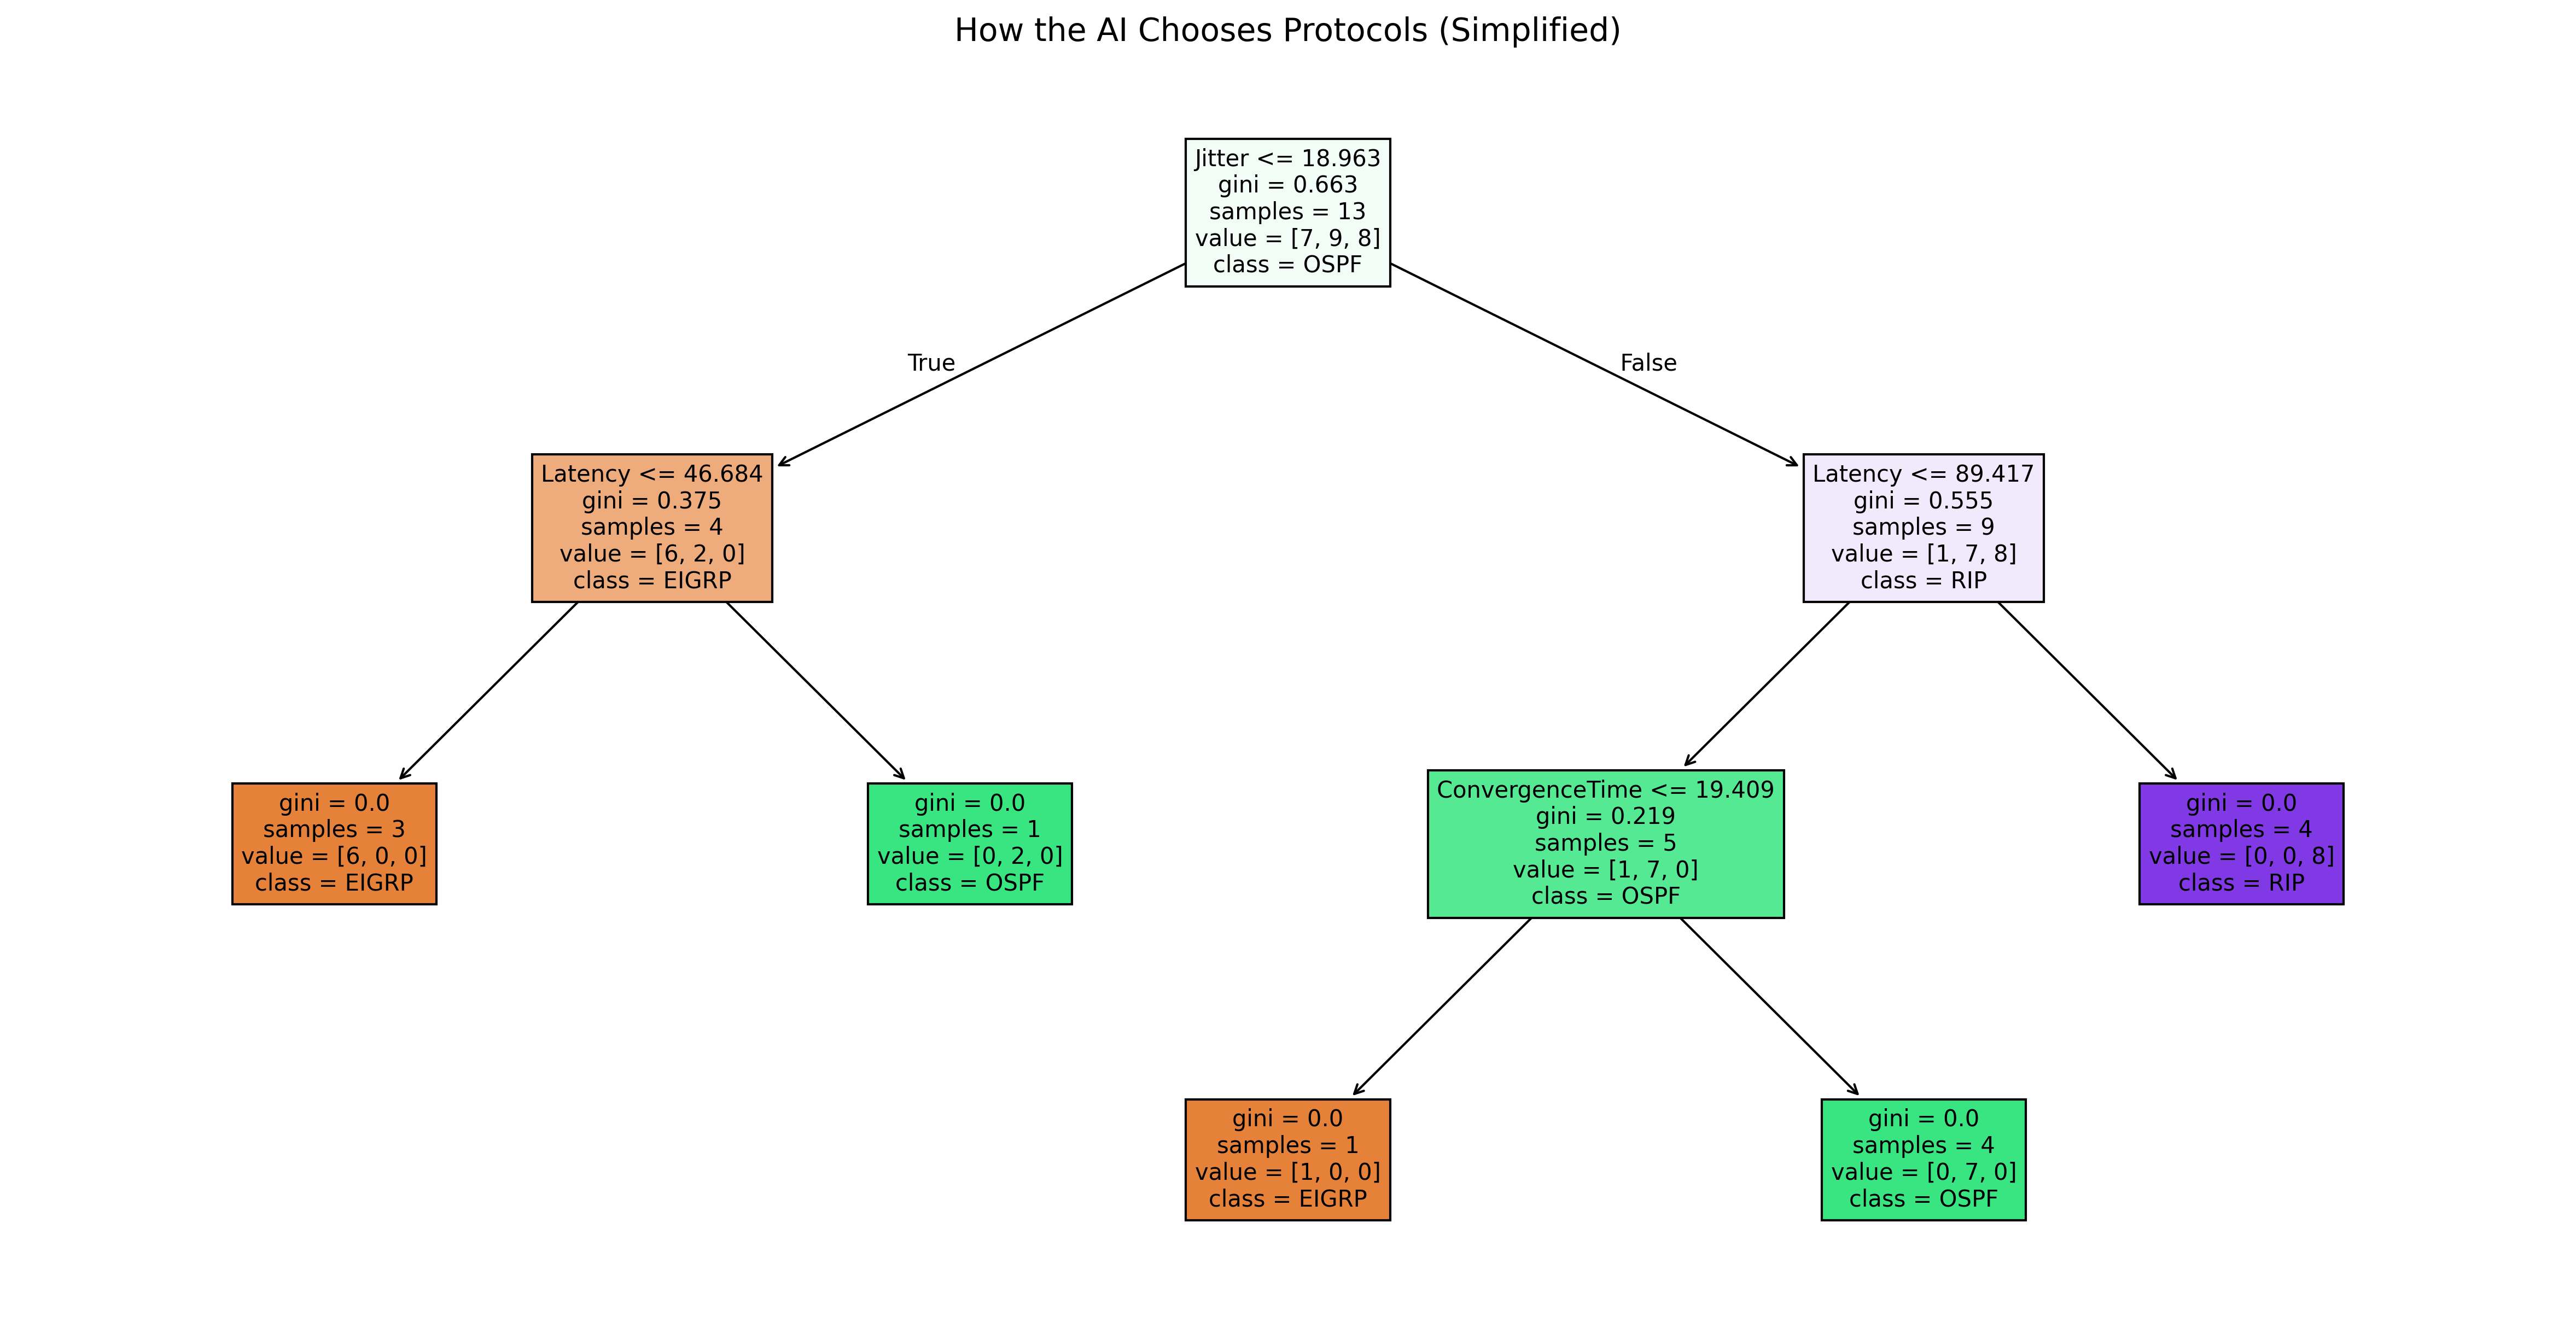 How the AI Chooses Protocols (Simplified)
Jitter <= 18.963
gini = 0.663
samples = 13
value = [7, 9, 8]
class = OSPF
True
False
Latency <= 46.684
gini = 0.375
samples = 4
value = [6, 2, 0]
class = EIGRP
Latency <= 89.417
gini = 0.555
samples = 9
value = [1, 7, 8]
class = RIP
gini = 0.0
samples = 3
value = [6, 0, 0]
class = EIGRP
gini = 0.0
samples = 1
value = [0, 2, 0]
class = OSPF
ConvergenceTime <= 19.409
gini = 0.219
samples = 5
value = [1, 7, 0]
class = OSPF
gini = 0.0
samples = 4
value = [0, 0, 8]
class = RIP
gini = 0.0
samples = 1
value = [1, 0, 0]
class = EIGRP
gini = 0.0
samples = 4
value = [0, 7, 0]
class = OSPF